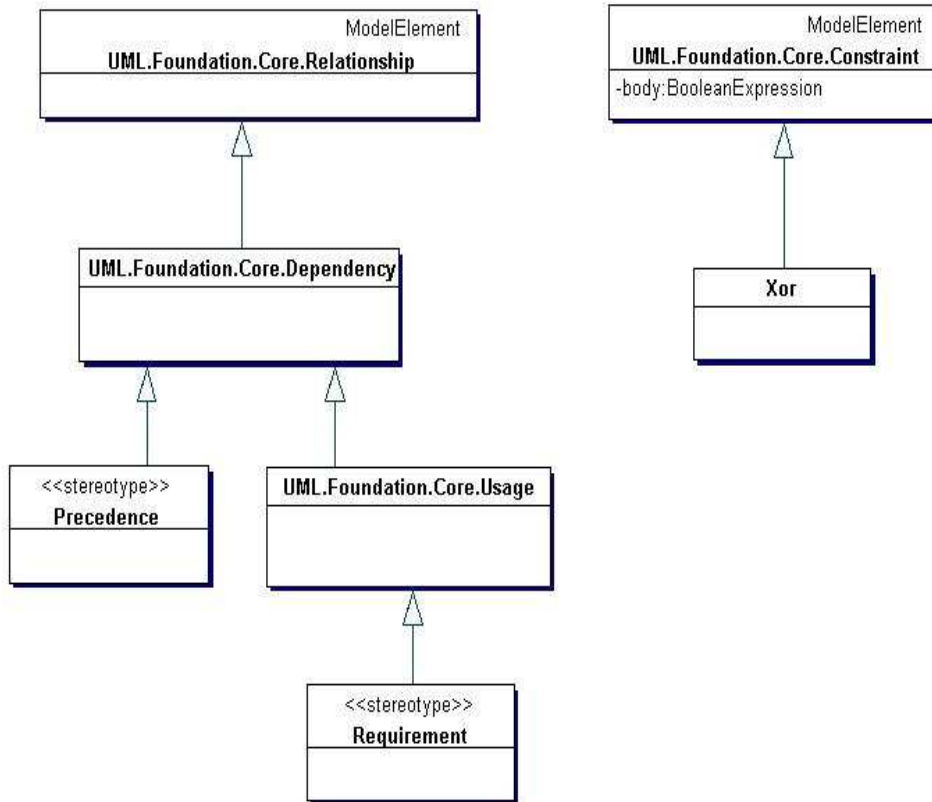 ModelElement
UML.Foundation.Core.Relationship
ModelElement
UML.Foundation.Core.Constraint
-body:BooleanExpression
UML.Foundation.Core.Dependency
Xor
<<stereotype>>
Precedence
UML.Foundation.Core.Usage
<<stereotype>>
Requirement